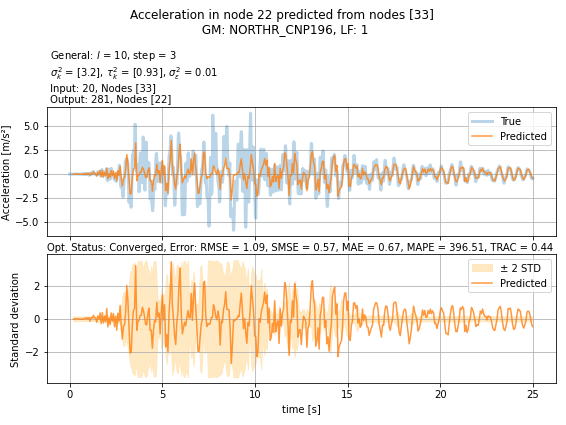 Acceleration in node 22 predicted from nodes [33]
GM: NORTHR_CNP196, LF: 1
General: l = 10, step = 3
σ²ₖ = [3.2], τ²ₖ = [0.93], σ²ε = 0.01
Input: 20, Nodes [33]
Output: 281, Nodes [22]
Acceleration [m/s²]
5.0
2.5
0.0
−2.5
−5.0
True
Predicted
Opt. Status: Converged, Error: RMSE = 1.09, SMSE = 0.57, MAE = 0.67, MAPE = 396.51, TRAC = 0.44
Standard deviation
2
0
−2
± 2 STD
Predicted
0 5 10 15 20 25
time [s]